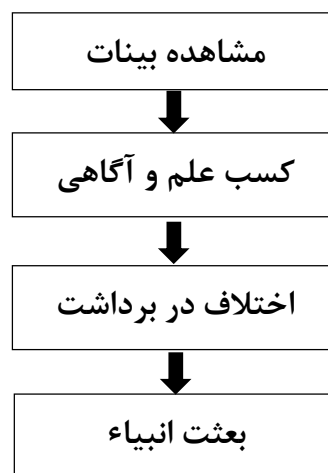 مشاهده بینات
کسب علم و آگاهی
اختلاف در برداشت
بعثت انبیاء